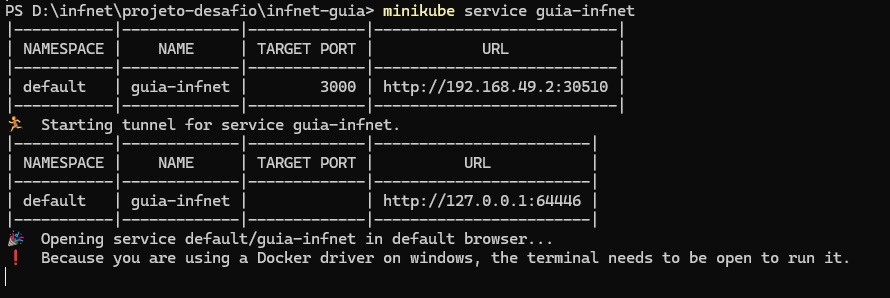 PS D:\infnet\projeto-desafio\infnet-guia> minikube service guia-infnet
|-----------|-------------|-------------|---------------------------|
| NAMESPACE |    NAME     | TARGET PORT |            URL            |
|-----------|-------------|-------------|---------------------------|
| default   | guia-infnet |        3000 | http://192.168.49.2:30510 |
|-----------|-------------|-------------|---------------------------|
🏃  Starting tunnel for service guia-infnet.
|-----------|-------------|-------------|------------------------|
| NAMESPACE |    NAME     | TARGET PORT |          URL           |
|-----------|-------------|-------------|------------------------|
| default   | guia-infnet |             | http://127.0.0.1:64446 |
|-----------|-------------|-------------|------------------------|
🎉  Opening service default/guia-infnet in default browser...
❗  Because you are using a Docker driver on windows, the terminal needs to be open to run it.